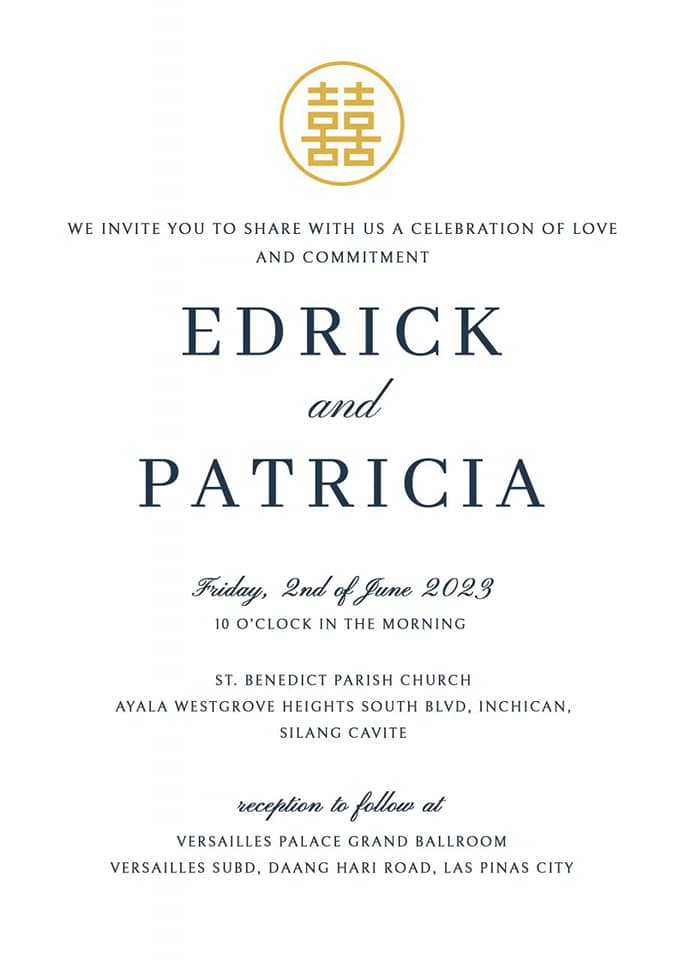 囍
WE INVITE YOU TO SHARE WITH US A CELEBRATION OF LOVE
AND COMMITMENT
EDRICK
and
PATRICIA
Friday, 2nd of June 2023
10 O'CLOCK IN THE MORNING
ST. BENEDICT PARISH CHURCH
AYALA WESTGROVE HEIGHTS SOUTH BLVD, INCHICAN,
SILANG CAVITE
reception to follow at
VERSAILLES PALACE GRAND BALLROOM
VERSAILLES SUBD, DAANG HARI ROAD, LAS PINAS CITY